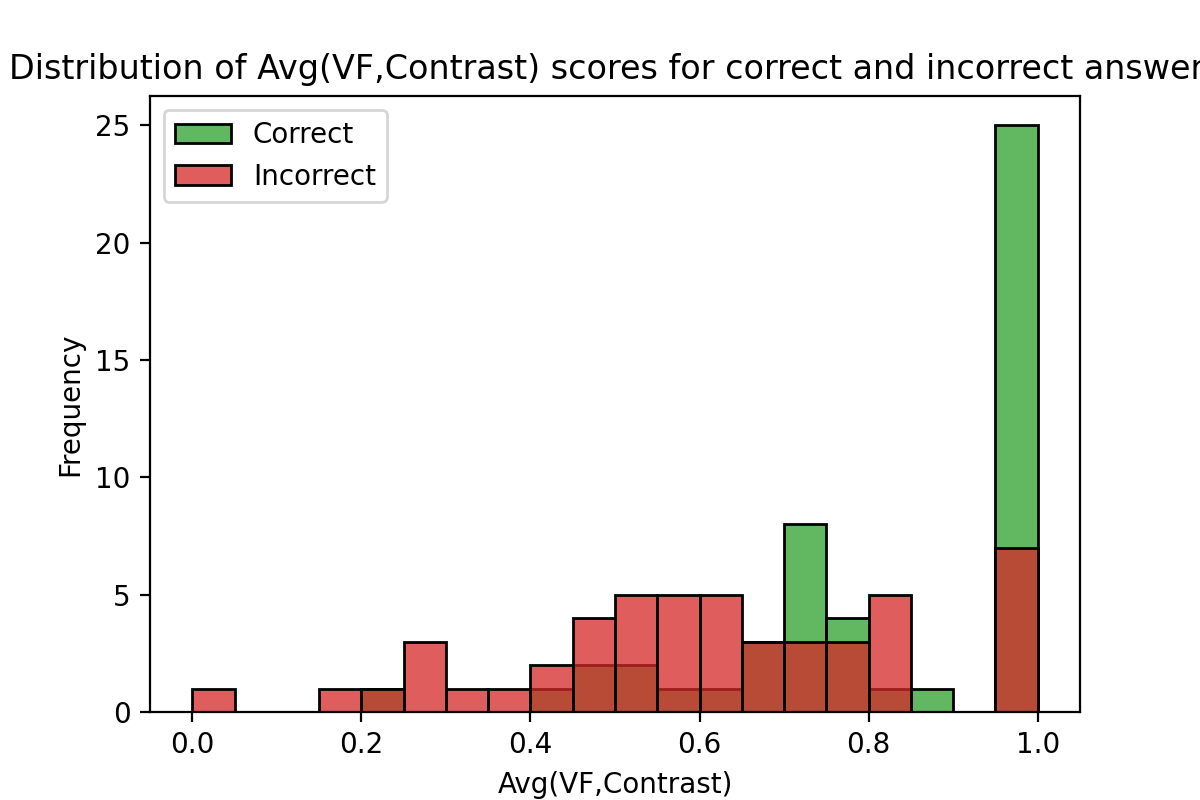 Distribution of Avg(VF,Contrast) scores for correct and incorrect answer
Correct
Incorrect
Frequency
25
20
15
10
5
0
0.0 0.2 0.4 0.6 0.8 1.0
Avg(VF,Contrast)